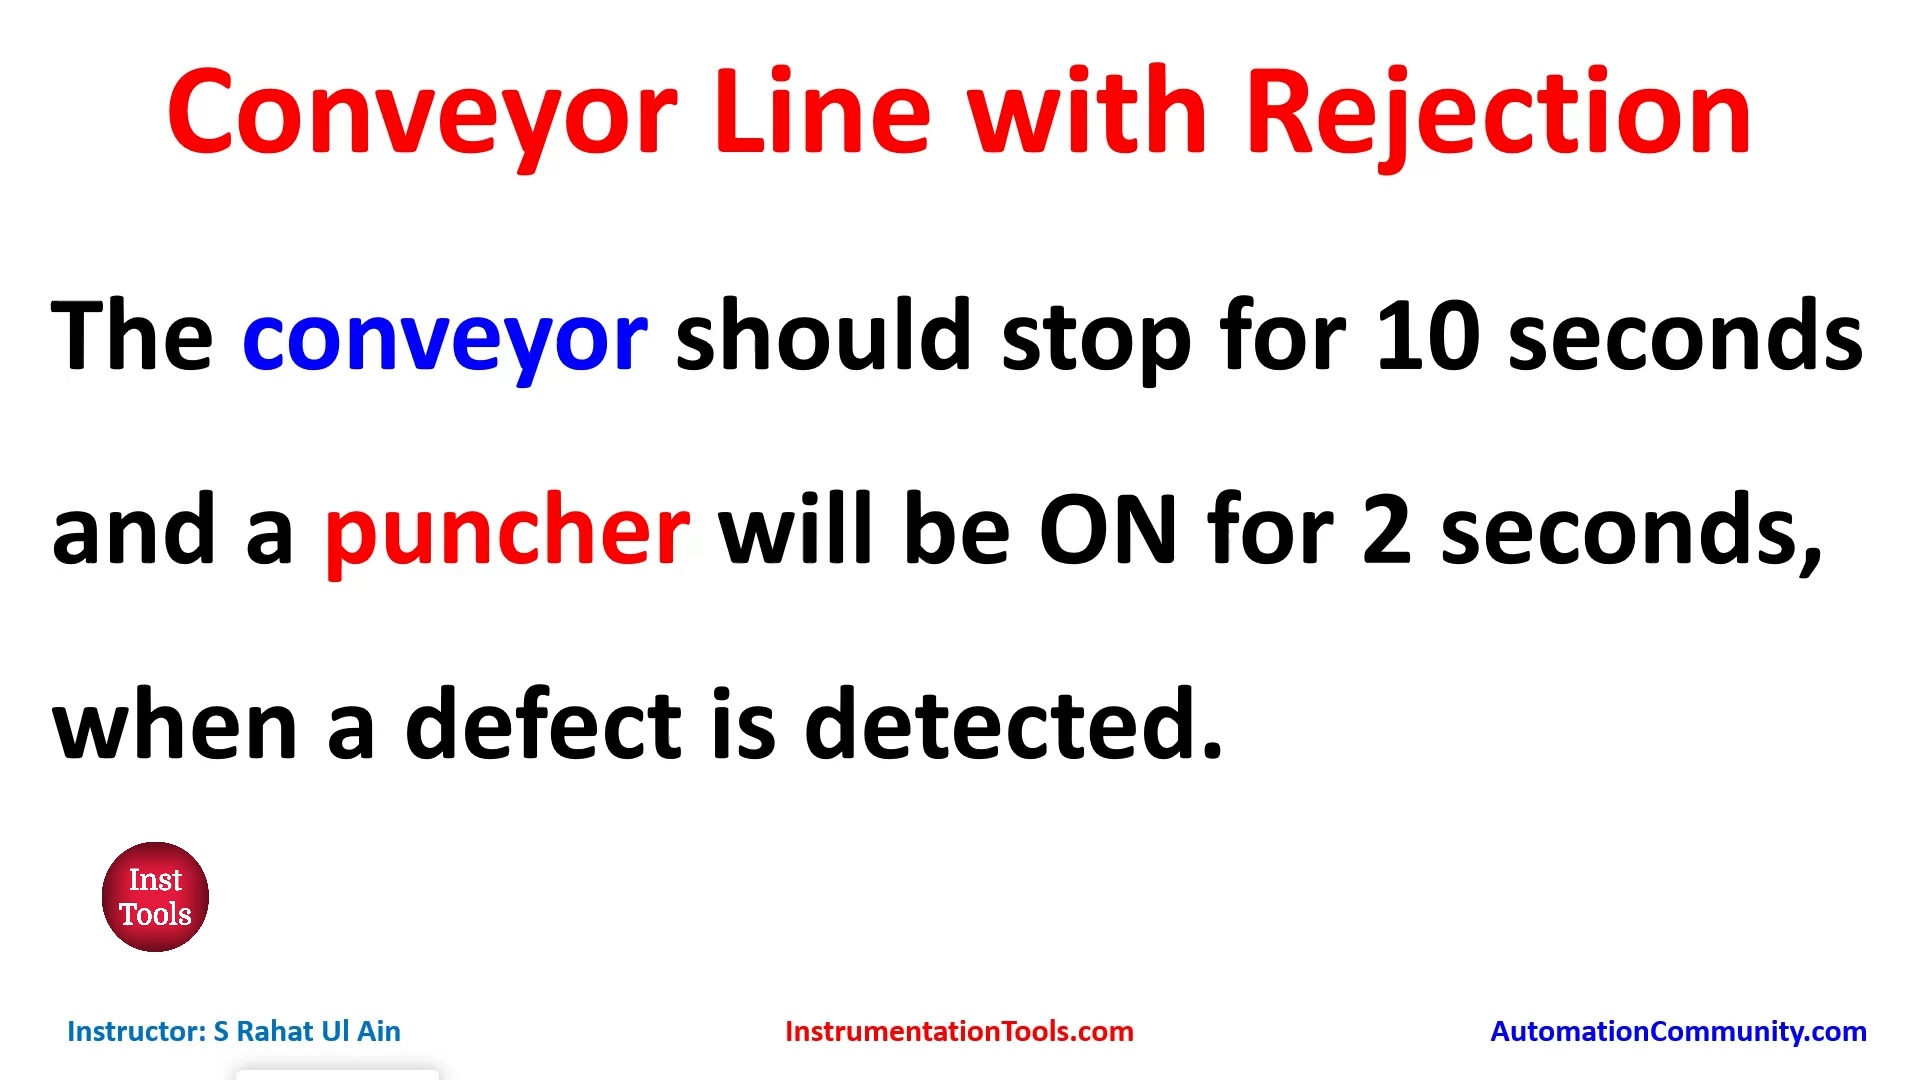 Conveyor Line with Rejection
The conveyor should stop for 10 seconds
and a puncher will be ON for 2 seconds,
when a defect is detected.
Inst
Tools
Instructor: S Rahat Ul Ain
InstrumentationTools.com
AutomationCommunity.com